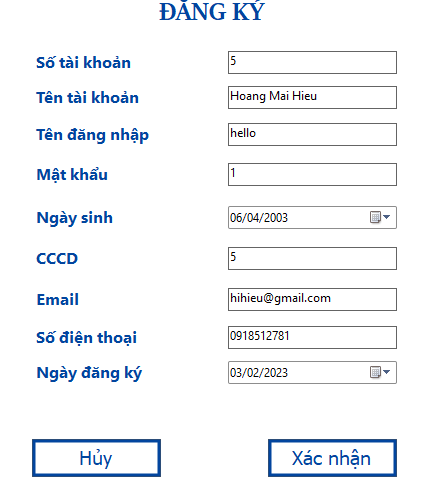 ĐĂNG KÝ
Số tài khoản 5
Tên tài khoản Hoang Mai Hieu
Tên đăng nhập hello
Mật khẩu 1
Ngày sinh 06/04/2003
CCCD 5
Email hihieu@gmail.com
Số điện thoại 0918512781
Ngày đăng ký 03/02/2023
Hủy Xác nhận